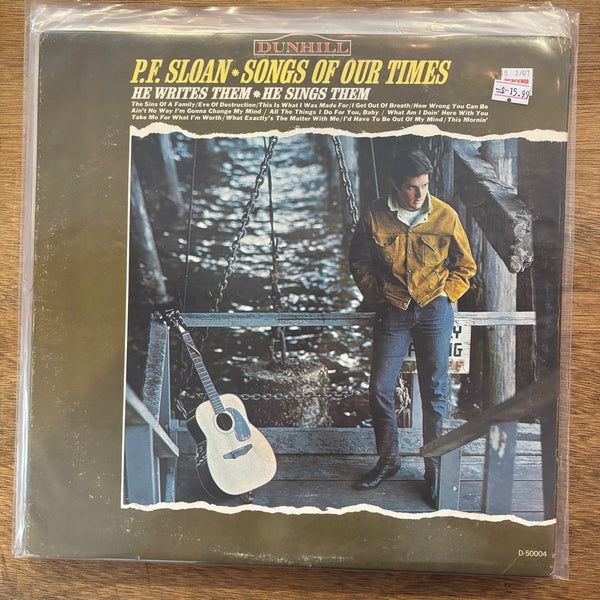 DUNHILL
P.F. SLOAN * SONGS OF OUR TIMES
HE WRITES THEM * HE SINGS THEM
The Sins Of A Family / Eve Of Destruction / This Is What I Was Made For / I Get Out Of Breath / How Wrong You Can Be
Ain't No Way I'm Gonna Change My Mind / All The Things I Do For You, Baby / What Am I Doin' Here With You
Take Me For What I'm Worth / What Exactly's The Matter With Me / I'd Have To Be Out Of My Mind / This Mornin'
15.99
D-50004